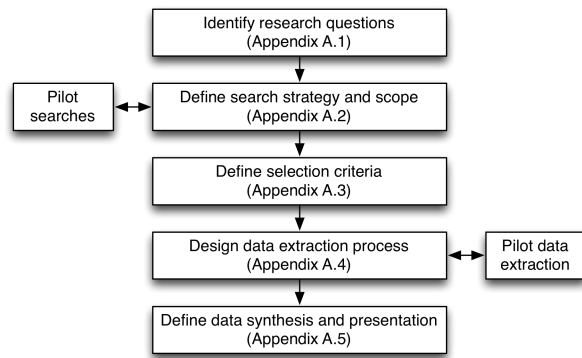 Identify research questions
(Appendix A.1)
Pilot
searches
Define search strategy and scope
(Appendix A.2)
Define selection criteria
(Appendix A.3)
Design data extraction process
(Appendix A.4)
Pilot data
extraction
Define data synthesis and presentation
(Appendix A.5)